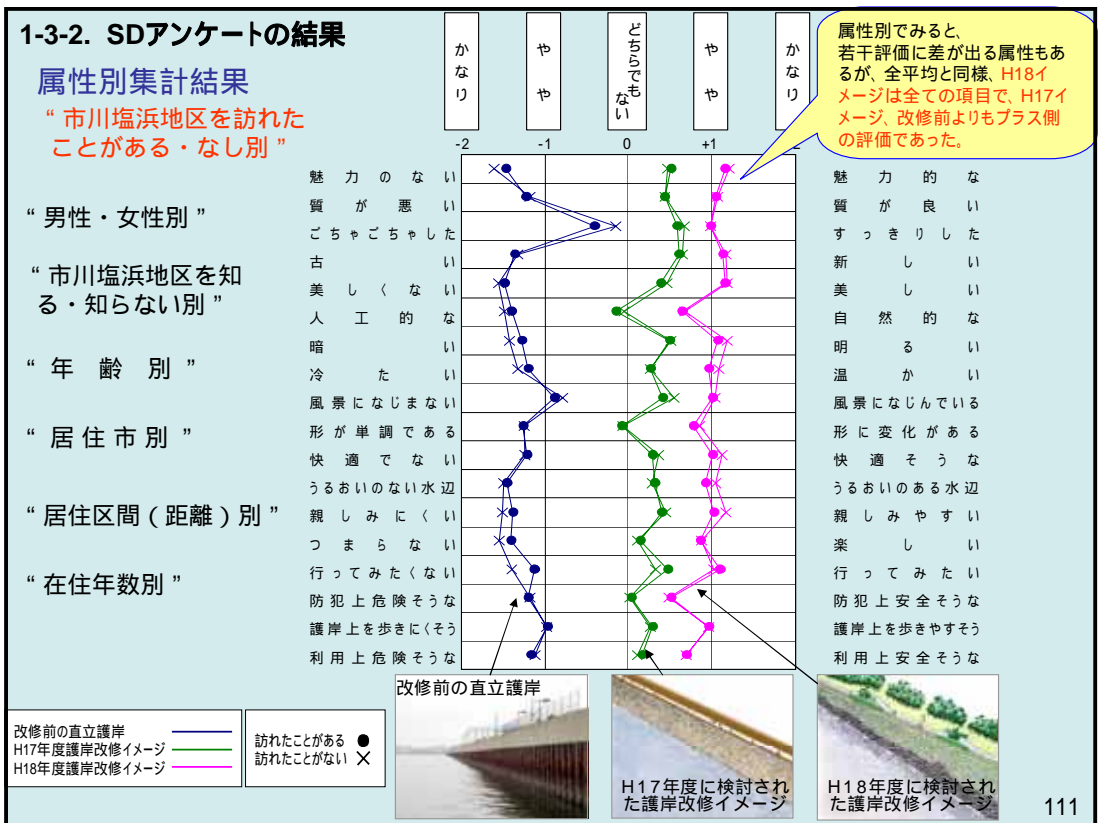 1-3-2. SDアンケートの結果
属性別集計結果
“ 市川塩浜地区を訪れた
ことがある・なし別 ”
“ 男性・女性別 ”
“ 市川塩浜地区を知
る・知らない別 ”
“ 年 齢 別 ”
“ 居 住 市 別 ”
“ 居住区間 ( 距離 ) 別 ”
“ 在住年数別 ”
かなり
やや
どちらでもない
やや
かなり
属性別でみると、
若干評価に差が出る属性もあ
るが、全平均と同様、H18イ
メージは全ての項目で、H17イ
メージ、改修前よりもプラス側
の評価であった。
-2 -1 0 +1
魅力のない 魅力的な
質が悪い 質が良い
ごちゃごちゃした すっきりした
古い 新しい
美しくない 美しい
人工的な 自然的な
暗い 明るい
冷たい 温かい
風景になじまない 風景になじんでいる
形が単調である 形に変化がある
快適でない 快適そうな
うるおいのない水辺 うるおいのある水辺
親しみにくい 親しみやすい
つまらない 楽しい
行ってみたくない 行ってみたい
防犯上危険そうな 防犯上安全そうな
護岸上を歩きにくそう 護岸上を歩きやすそう
利用上危険そうな 利用上安全そうな
改修前の直立護岸
H17年度護岸改修イメージ
H18年度護岸改修イメージ
訪れたことがある ●
訪れたことがない ×
改修前の直立護岸
H17年度に検討され
た護岸改修イメージ
H18年度に検討され
た護岸改修イメージ
111